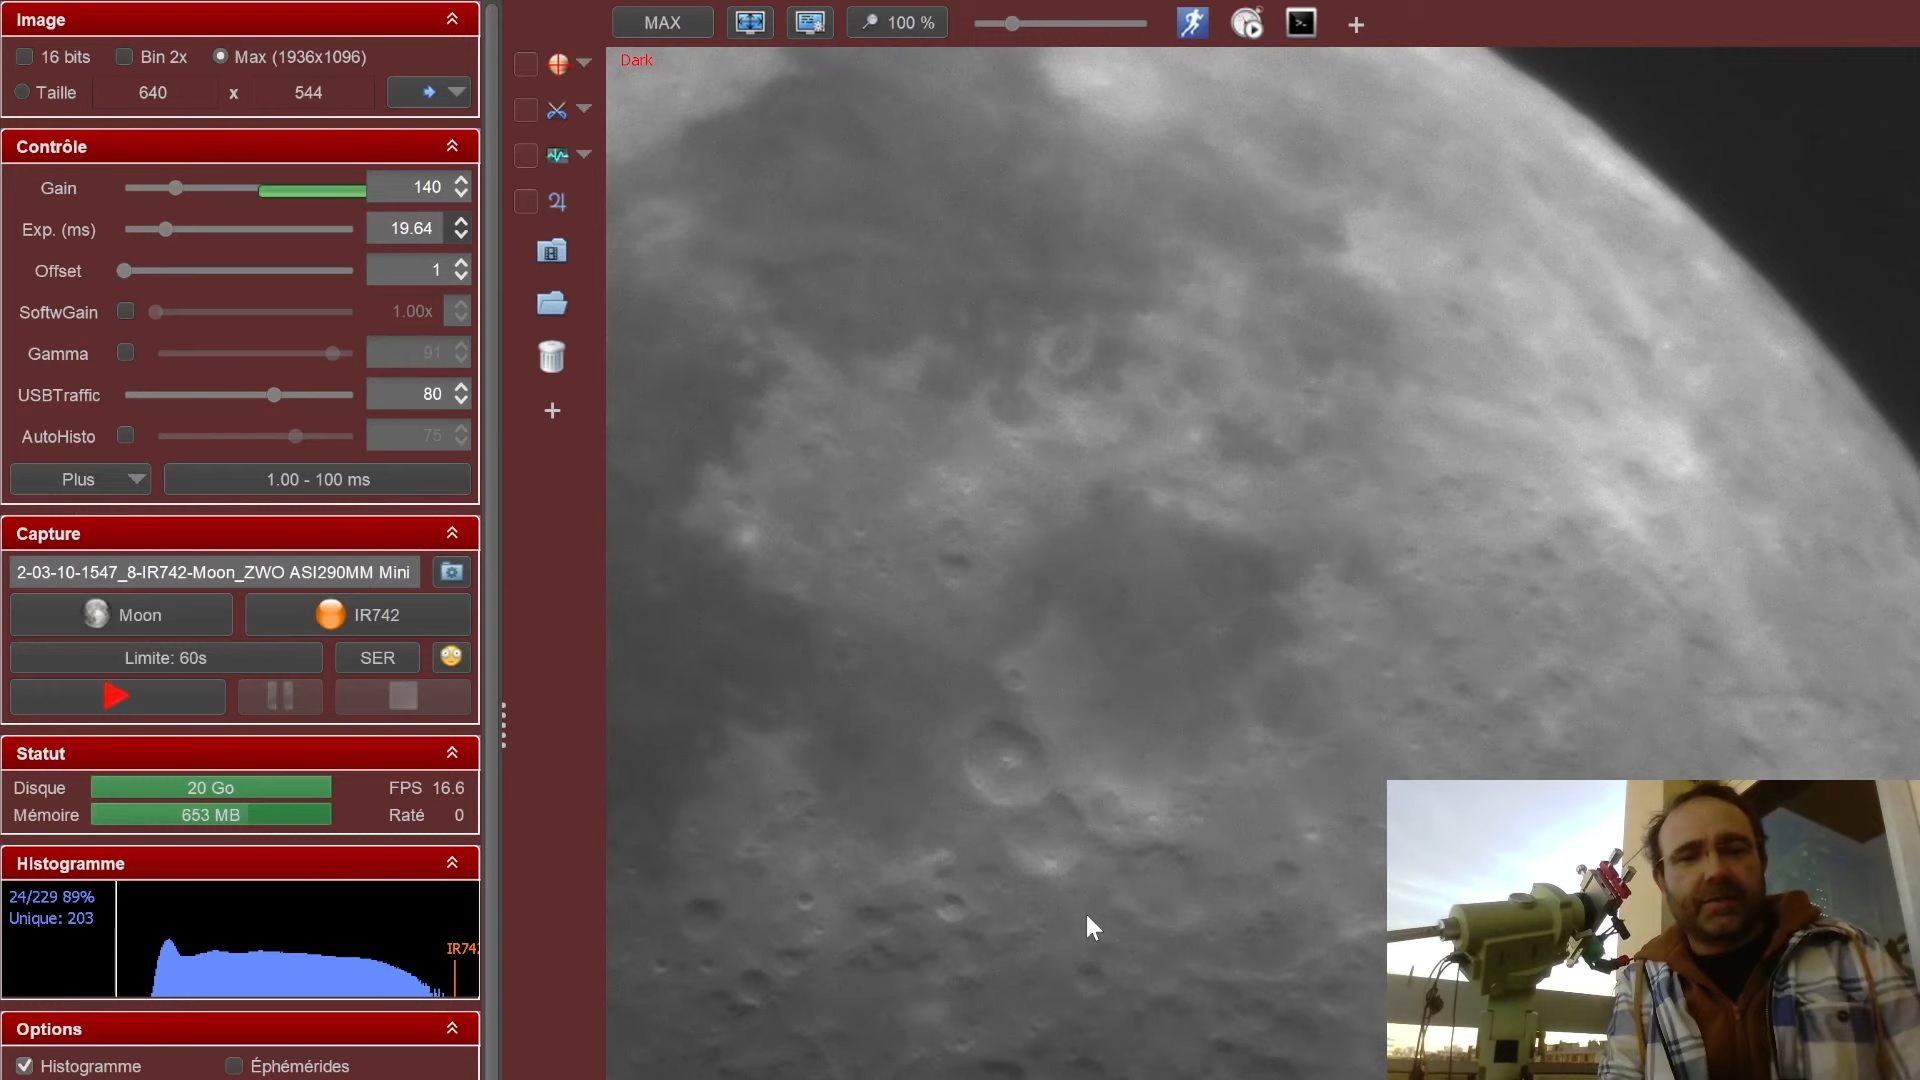 Image
MAX
100 %
16 bits
Bin 2x
Max (1936x1096)
Dark
Taille
640
x
544
Contrôle
Gain
140
Exp. (ms)
19.64
Offset
1
SoftwGain
1.00x
Gamma
91
USBTraffic
80
AutoHisto
75
Plus
1.00 - 100 ms
Capture
2-03-10-1547_8-IR742-Moon_ZWO ASI290MM Mini
Moon
IR742
Limite: 60s
SER
Statut
Disque
20 Go
FPS 16.6
Mémoire
653 MB
Raté 0
Histogramme
24/229 89%
Unique: 203
IR742
Options
Histogramme
Éphémérides